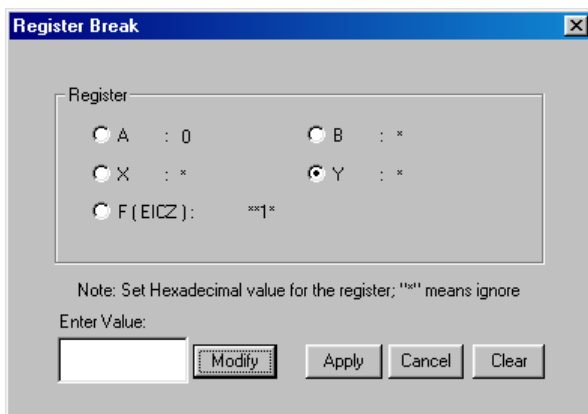 Register Break
Register
A : 0 B : *
X : * Y : *
F ( EICZ ) : **1*
Note: Set Hexadecimal value for the register; "*" means ignore
Enter Value:
Modify Apply Cancel Clear